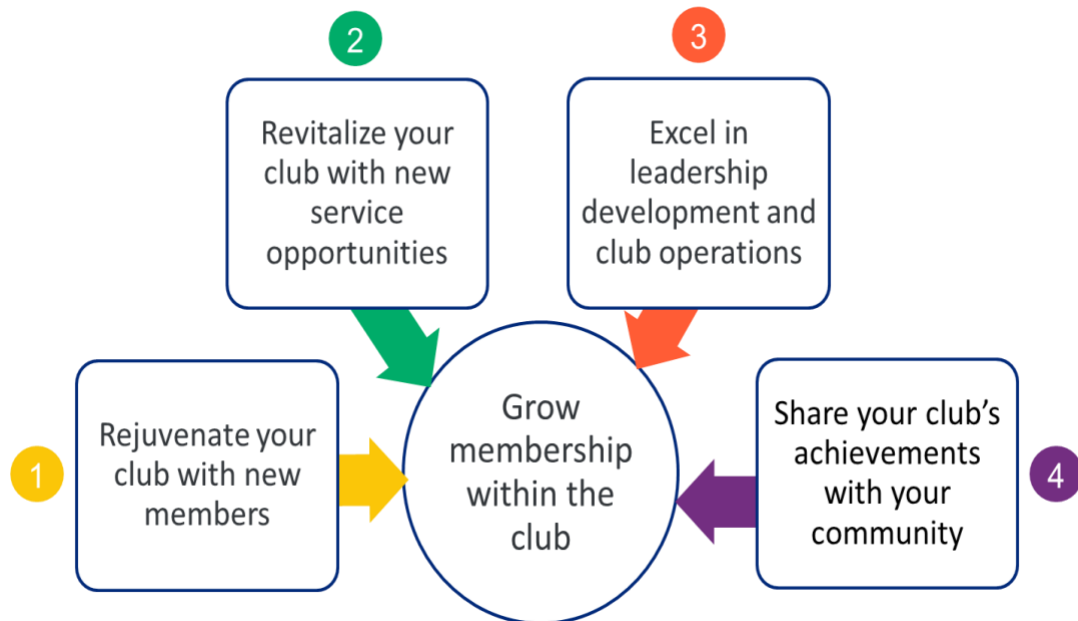 1
Rejuvenate your
club with new
members
2
Revitalize your
club with new
service
opportunities
3
Excel in
leadership
development and
club operations
4
Share your club’s
achievements
with your
community
Grow
membership
within the
club